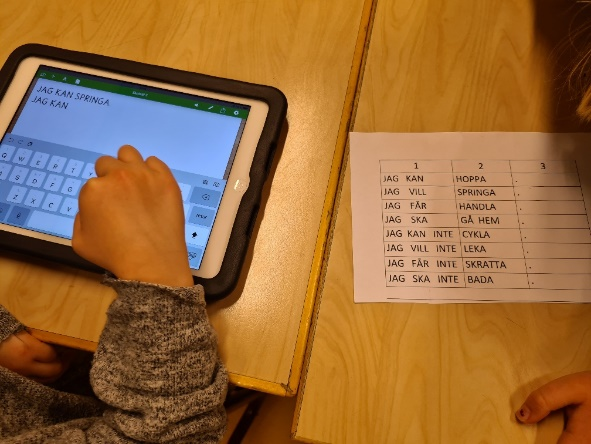 JAG KAN SPRINGA
JAG KAN
1 2 3
JAG KAN HOPPA .
JAG VILL SPRINGA .
JAG FÅR HANDLA .
JAG SKA GÅ HEM .
JAG KAN INTE CYKLA .
JAG VILL INTE LEKA .
JAG FÅR INTE SKRATTA .
JAG SKA INTE BADA .